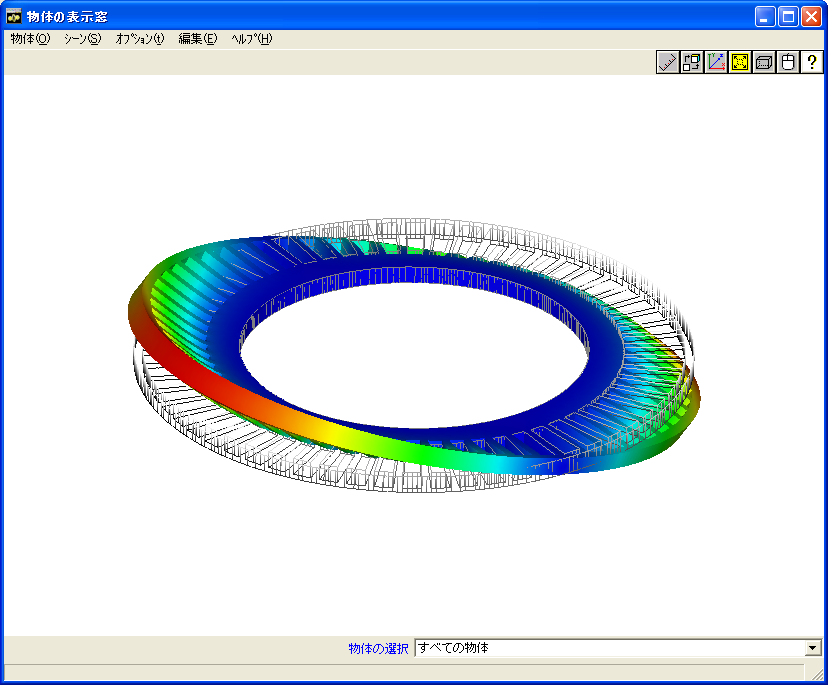 物体の表示窓
物体(O) シーン(S) オプション(t) 編集(E) ヘルプ(H)
?
物体の選択 すべての物体